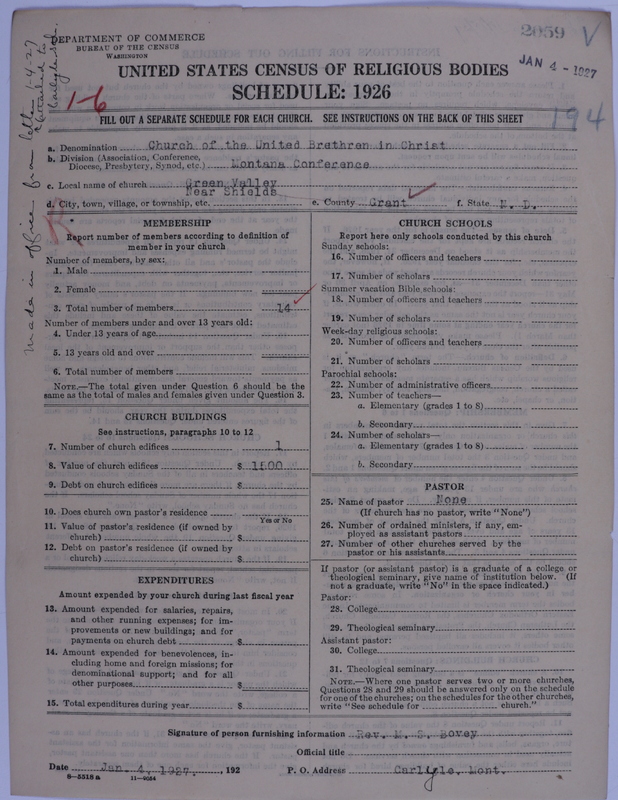 DEPARTMENT OF COMMERCE
BUREAU OF THE CENSUS
WASHINGTON
2059 V
JAN 4 - 1927
UNITED STATES CENSUS OF RELIGIOUS BODIES
SCHEDULE: 1926
1-6
194
FILL OUT A SEPARATE SCHEDULE FOR EACH CHURCH. SEE INSTRUCTIONS ON THE BACK OF THIS SHEET
made in office from letter 1-4-27
attached to
a. Denomination Church of the United Brethren in Christ
b. Division (Association, Conference,
Diocese, Presbytery, Synod, etc.) Montana Conference
c. Local name of church Green Valley
Near Shields
d. City, town, village, or township, etc. e. County Grant f. State N. D.
MEMBERSHIP
Report number of members according to definition of
member in your church
Number of members, by sex:
1. Male
2. Female
3. Total number of members 14
Number of members under and over 13 years old:
4. Under 13 years of age
5. 13 years old and over
6. Total number of members
NOTE.—The total given under Question 6 should be the
same as the total of males and females given under Question 3.
CHURCH BUILDINGS
See instructions, paragraphs 10 to 12
7. Number of church edifices 1
8. Value of church edifices $ 1500
9. Debt on church edifices $
10. Does church own pastor's residence
Yes or No
11. Value of pastor's residence (if owned by
church) $
12. Debt on pastor's residence (if owned by
church) $
EXPENDITURES
Amount expended by your church during last fiscal year
13. Amount expended for salaries, repairs,
and other running expenses; for im-
provements or new buildings; and for
payments on church debt $
14. Amount expended for benevolences, in-
cluding home and foreign missions; for
denominational support; and for all
other purposes $
15. Total expenditures during year $
CHURCH SCHOOLS
Report here only schools conducted by this church
Sunday schools:
16. Number of officers and teachers
17. Number of scholars
Summer vacation Bible schools:
18. Number of officers and teachers
19. Number of scholars
Week-day religious schools:
20. Number of officers and teachers
21. Number of scholars
Parochial schools:
22. Number of administrative officers
23. Number of teachers—
a. Elementary (grades 1 to 8)
b. Secondary
24. Number of scholars—
a. Elementary (grades 1 to 8)
b. Secondary
PASTOR
25. Name of pastor None
(If church has no pastor, write "None")
26. Number of ordained ministers, if any, em-
ployed as assistant pastors
27. Number of other churches served by the
pastor or his assistants
If pastor (or assistant pastor) is a graduate of a college or
theological seminary, give name of institution below. (If
not a graduate, write "No" in the space indicated.)
Pastor:
28. College
29. Theological seminary
Assistant pastor:
30. College
31. Theological seminary
NOTE.—Where one pastor serves two or more churches,
Questions 28 and 29 should be answered only on the schedule
for one of the churches; on the schedules for the other churches,
write "See schedule for church."
Signature of person furnishing information Rev. M. S. Bovey
Official title
Date Jan. 4, 1927. , 192 P. O. Address Carlyle, Mont.
8-5518 a 11-9034